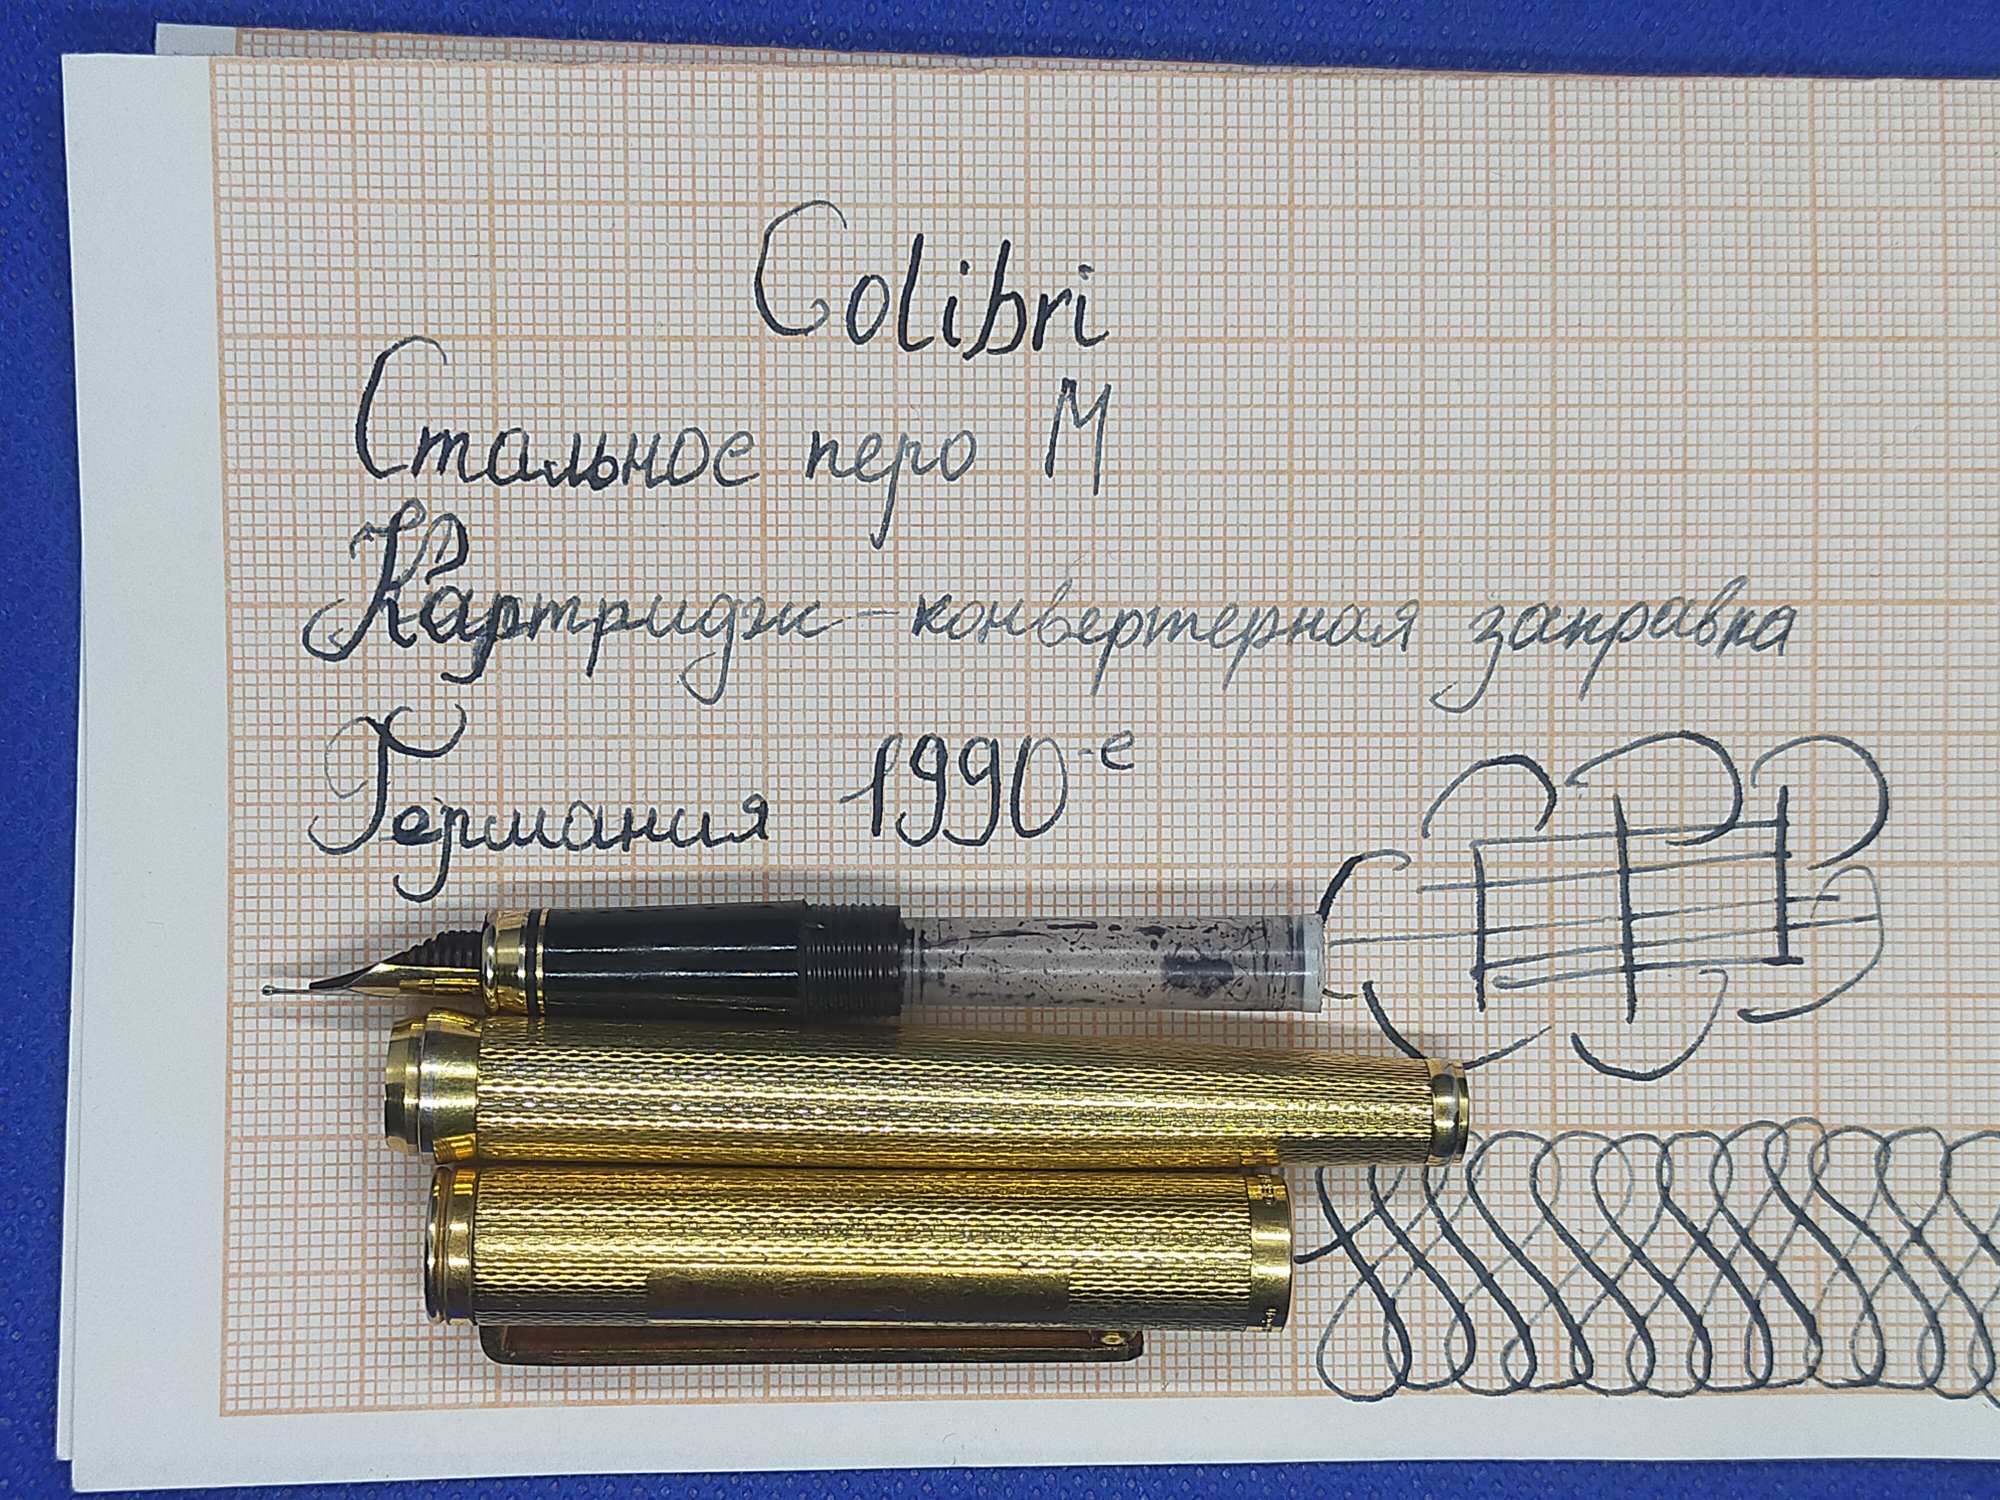 Colibri
Стальное перо М
Картридж-конвертерная заправка
Германия 1990-е